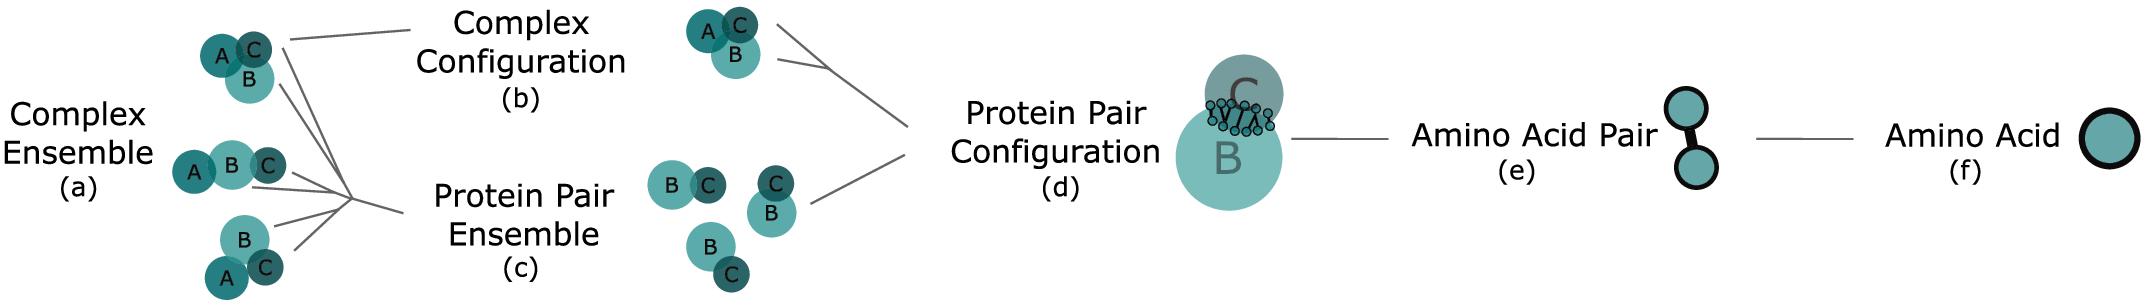 Complex
Ensemble
(a)
A C
B
A B C
B
A C
Complex
Configuration
(b)
Protein Pair
Ensemble
(c)
A C
B
B C
C
B
B
C
Protein Pair
Configuration
(d)
C
B
Amino Acid Pair
(e)
Amino Acid
(f)